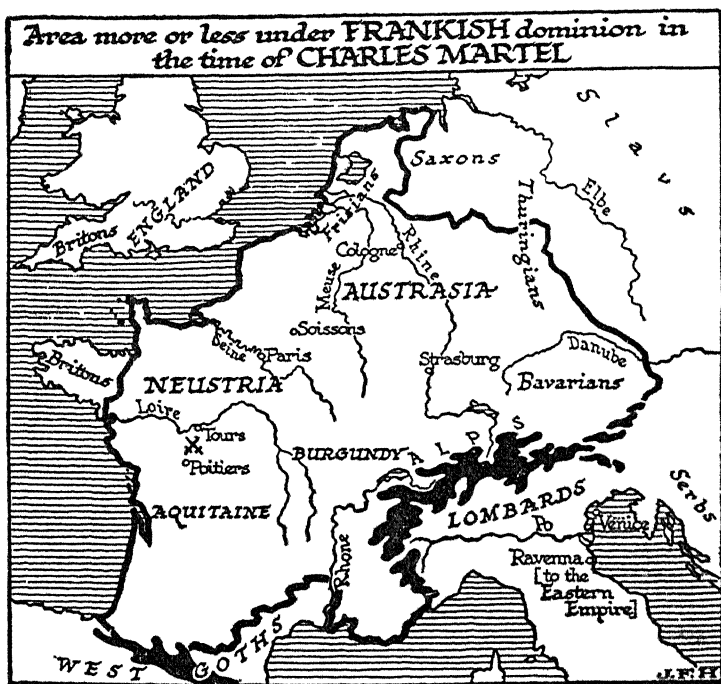 Area more or less under FRANKISH dominion in
the time of CHARLES MARTEL
Slavs
Saxons
ENGLAND
Britons
Frisians
Thuringians
Elbe
Cologne
Rhine
Meuse
AUSTRASIA
Soissons
Seine
Paris
Strasburg
Danube
Britons
NEUSTRIA
Bavarians
Loire
Tours
Poitiers
BURGUNDY
ALPS
AQUITAINE
LOMBARDS
Serbs
Po
Venice
Rhone
Ravenna
[to the
Eastern
Empire]
WEST GOTHS
J.F.H